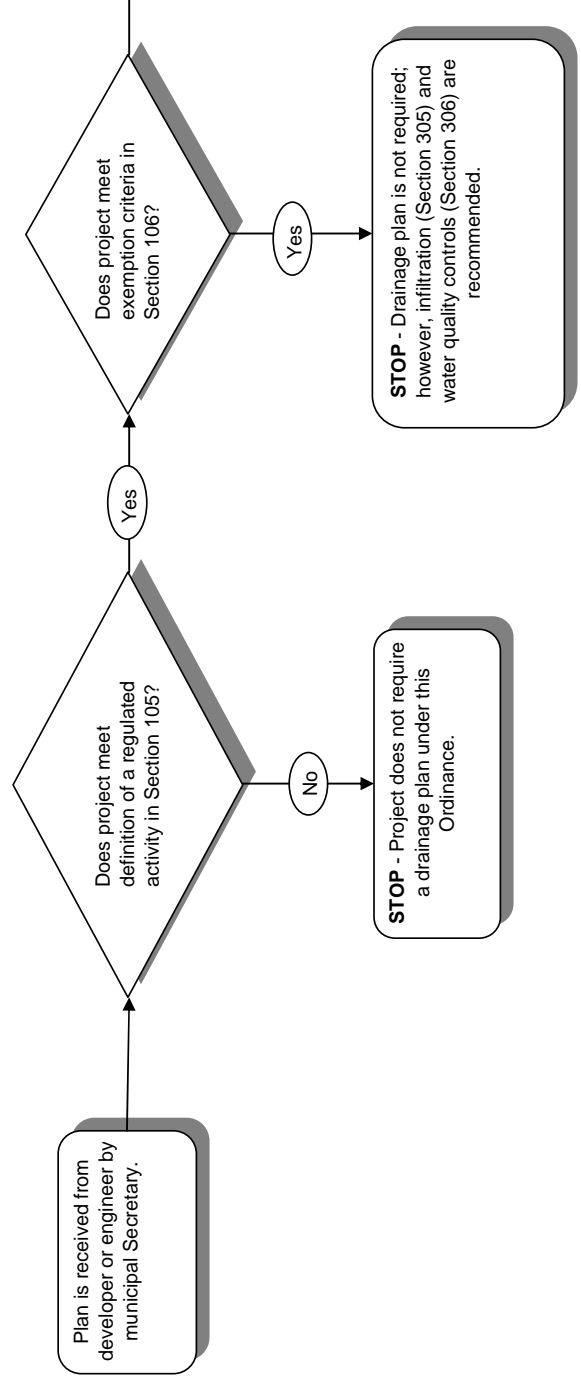 Plan is received from
developer or engineer by
municipal Secretary.
Does project meet
definition of a regulated
activity in Section 105?
No
STOP - Project does not require
a drainage plan under this
Ordinance.
Yes
Does project meet
exemption criteria in
Section 106?
Yes
STOP - Drainage plan is not required;
however, infiltration (Section 305) and
water quality controls (Section 306) are
recommended.